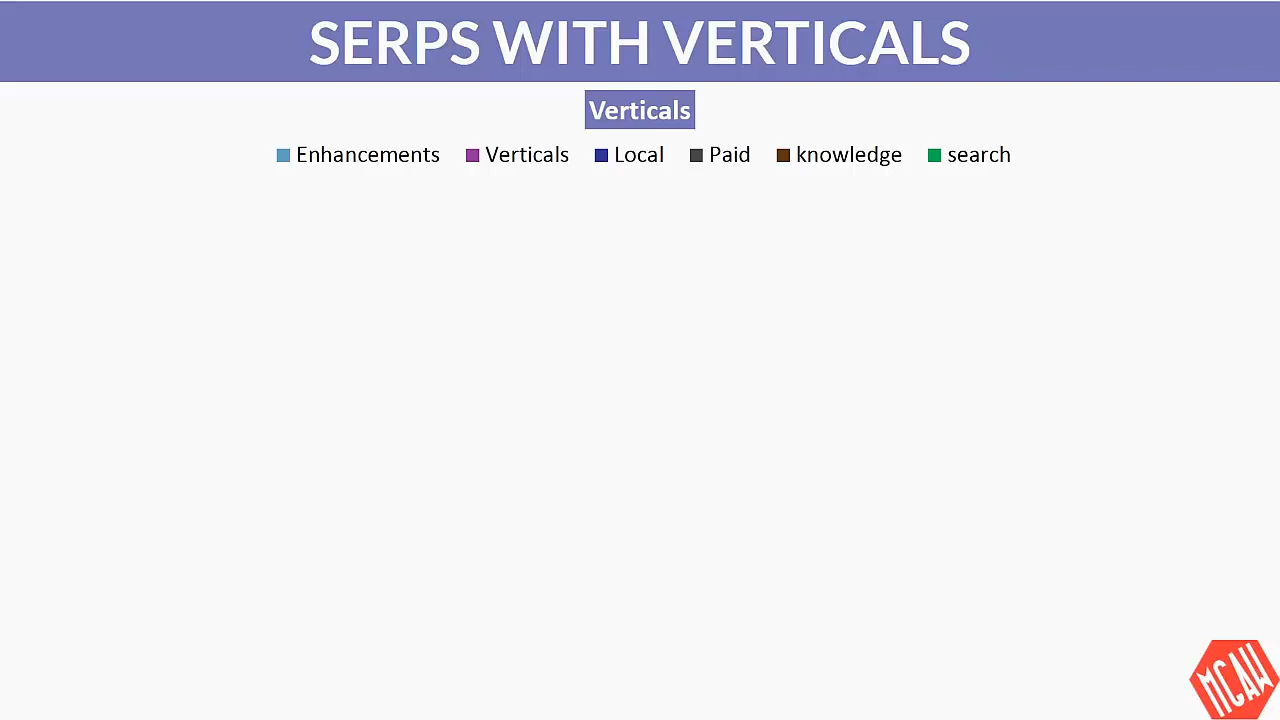 SERPS WITH VERTICALS
Verticals
Enhancements Verticals Local Paid knowledge search
MCAW